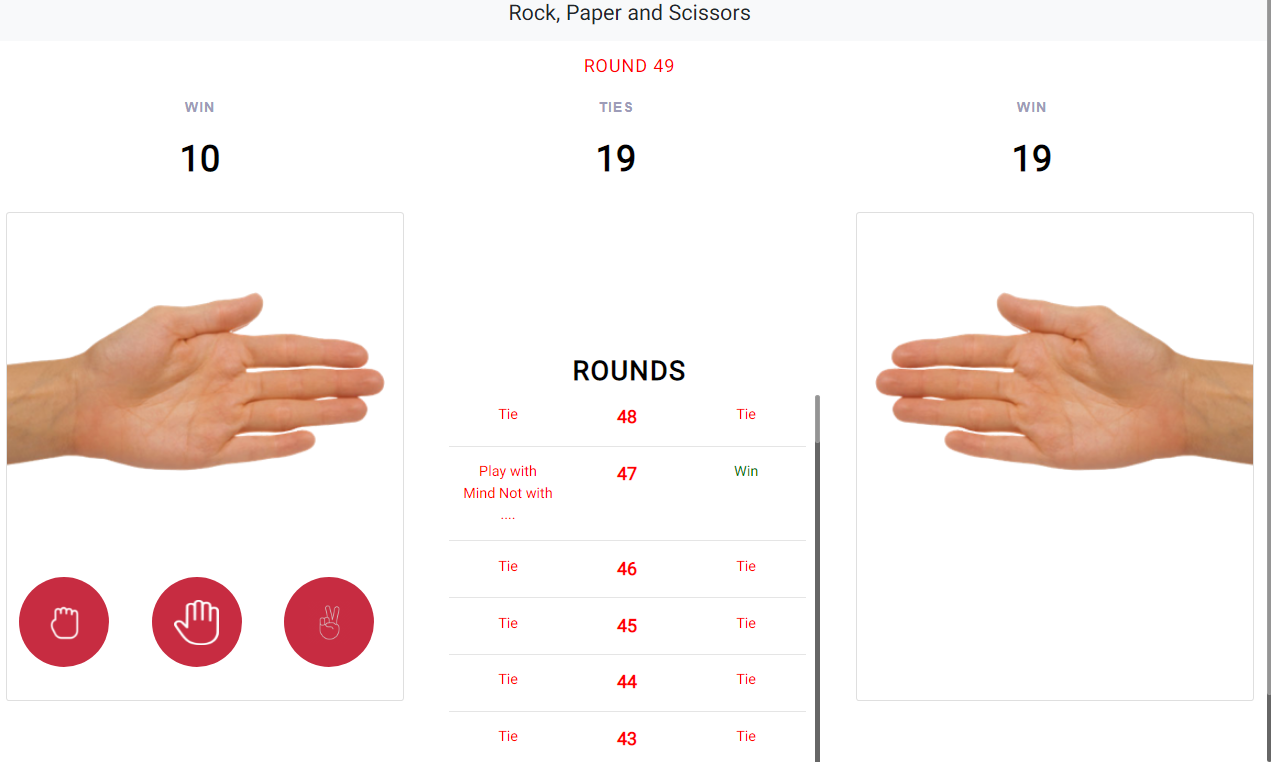 Rock, Paper and Scissors
ROUND 49
WIN
TIES
WIN
10
19
19
ROUNDS
Tie
48
Tie
Play with
Mind Not with
....
47
Win
Tie
46
Tie
Tie
45
Tie
Tie
44
Tie
Tie
43
Tie